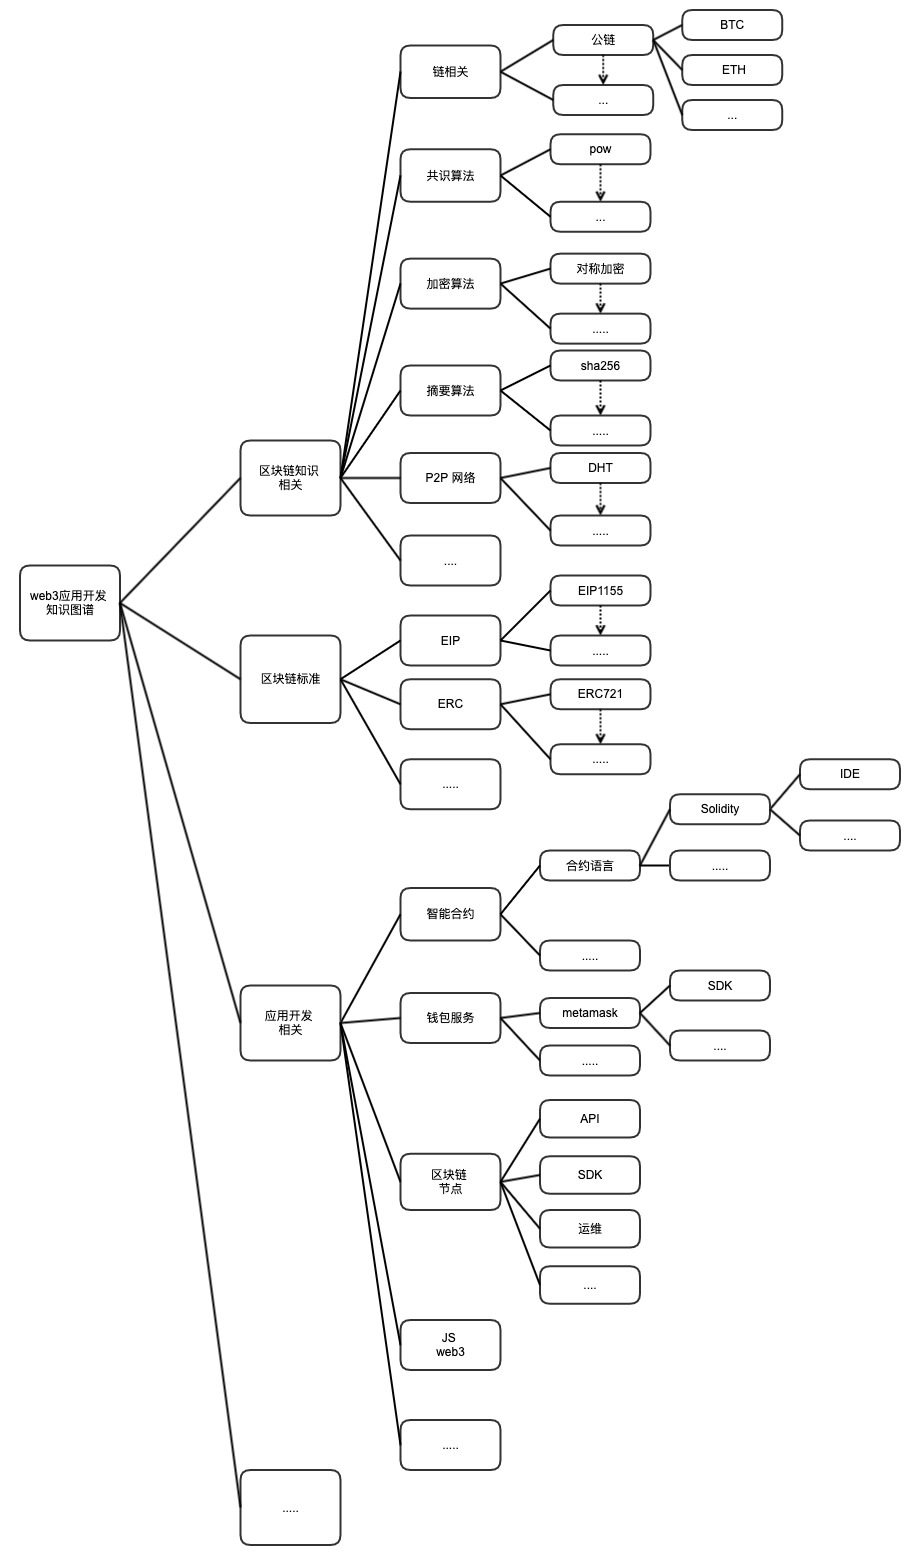 web3应用开发
知识图谱
区块链知识
相关
链相关
公链
BTC
ETH
...
...
共识算法
pow
...
加密算法
对称加密
.....
摘要算法
sha256
.....
P2P 网络
DHT
.....
....
区块链标准
EIP
EIP1155
.....
ERC
ERC721
.....
.....
应用开发
相关
智能合约
合约语言
Solidity
IDE
....
.....
.....
钱包服务
metamask
SDK
....
.....
区块链
节点
API
SDK
运维
....
JS
web3
.....
.....